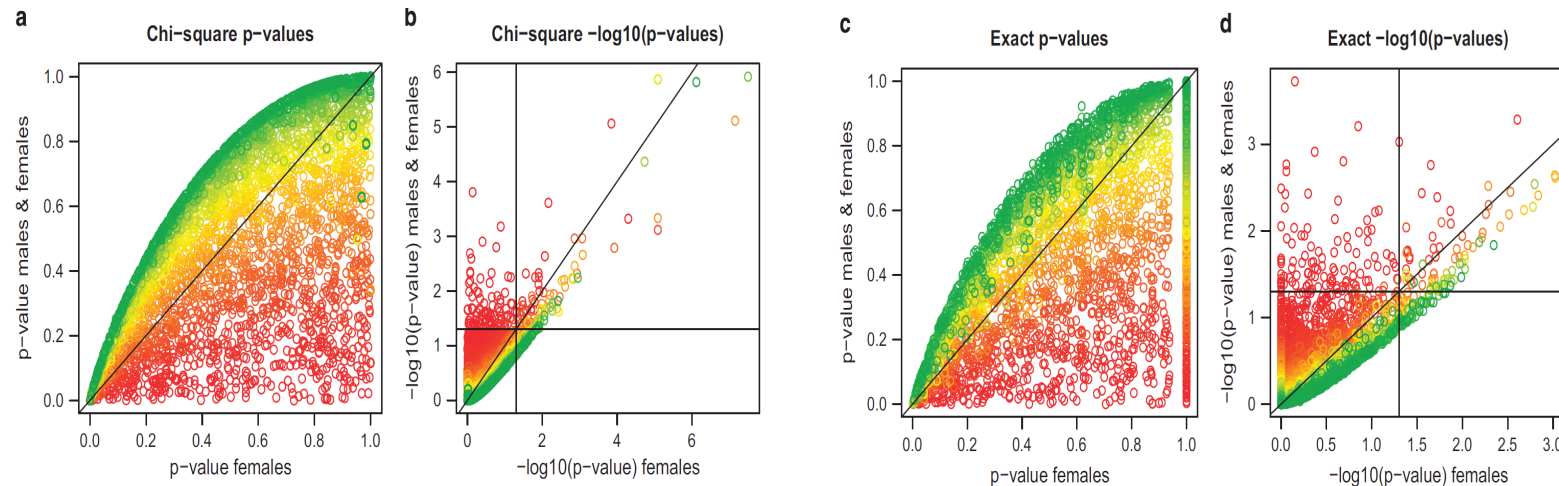 a
Chi−square p−values
p−value males & females
1.0
0.8
0.6
0.4
0.2
0.0
0.0 0.2 0.4 0.6 0.8 1.0
p−value females
b
Chi−square −log10(p−values)
−log10(p−value) males & females
6
5
4
3
2
1
0
0 2 4 6
−log10(p−value) females
c
Exact p−values
p−value males & females
1.0
0.8
0.6
0.4
0.2
0.0
0.0 0.2 0.4 0.6 0.8 1.0
p−value females
d
Exact −log10(p−values)
−log10(p−value) males & females
3
2
1
0
0.0 0.5 1.0 1.5 2.0 2.5 3.0
−log10(p−value) females